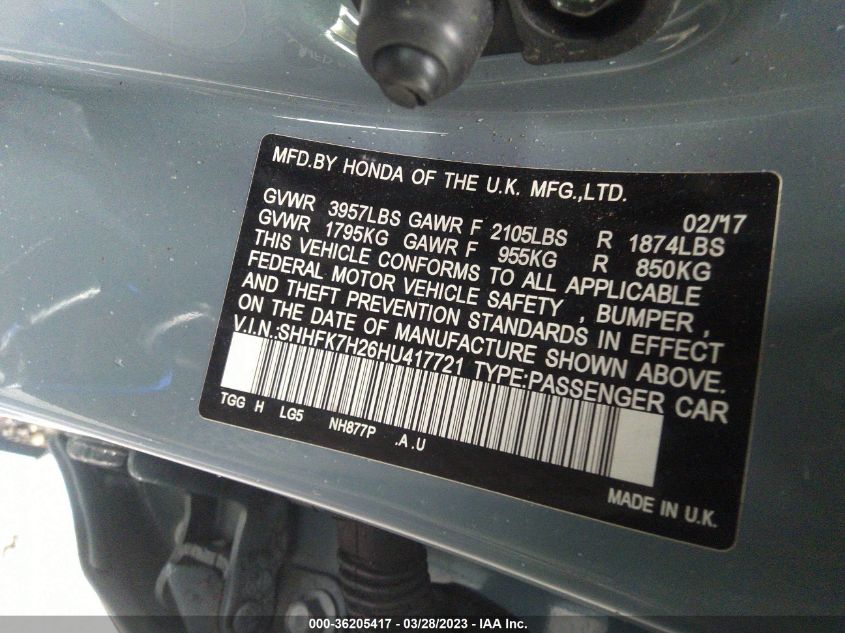 MFD.BY HONDA OF THE U.K. MFG.,LTD.
02/'17
GVWR 3957LBS GAWR F 2105LBS R 1874LBS
GVWR 1795KG GAWR F 955KG R 850KG
THIS VEHICLE CONFORMS TO ALL APPLICABLE
FEDERAL MOTOR VEHICLE SAFETY , BUMPER ,
AND THEFT PREVENTION STANDARDS IN EFFECT
ON THE DATE OF MANUFACTURE SHOWN ABOVE.
V.I.N.:SHHFK7H26HU417721 TYPE:PASSENGER CAR
TGG H LG5 NH877P .A.U
MADE IN U.K.
000-36205417 - 03/28/2023 - IAA Inc.